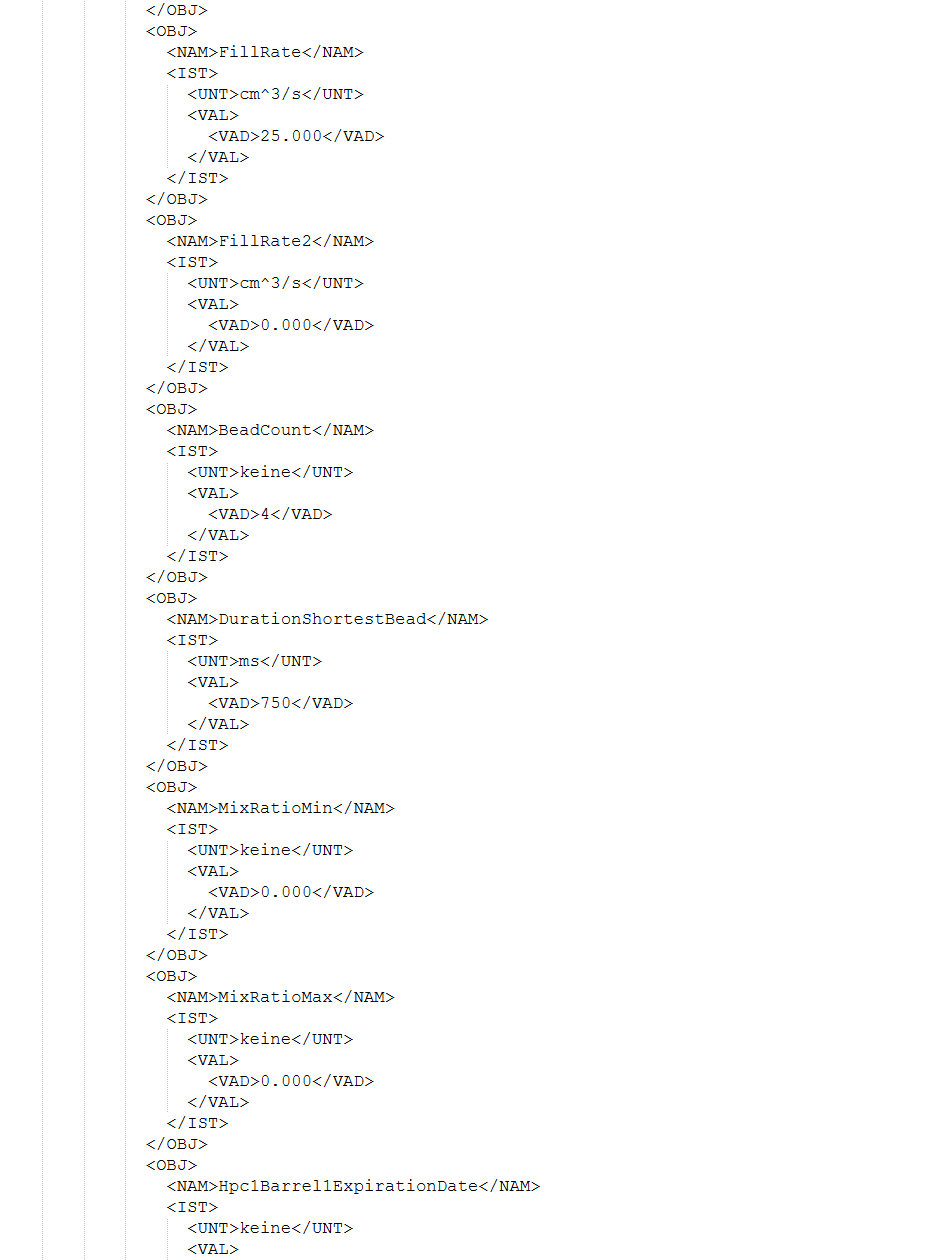 </OBJ>
<OBJ>
<NAM>FillRate</NAM>
<IST>
<UNT>cm^3/s</UNT>
<VAL>
<VAD>25.000</VAD>
</VAL>
</IST>
</OBJ>
<OBJ>
<NAM>FillRate2</NAM>
<IST>
<UNT>cm^3/s</UNT>
<VAL>
<VAD>0.000</VAD>
</VAL>
</IST>
</OBJ>
<OBJ>
<NAM>BeadCount</NAM>
<IST>
<UNT>keine</UNT>
<VAL>
<VAD>4</VAD>
</VAL>
</IST>
</OBJ>
<OBJ>
<NAM>DurationShortestBead</NAM>
<IST>
<UNT>ms</UNT>
<VAL>
<VAD>750</VAD>
</VAL>
</IST>
</OBJ>
<OBJ>
<NAM>MixRatioMin</NAM>
<IST>
<UNT>keine</UNT>
<VAL>
<VAD>0.000</VAD>
</VAL>
</IST>
</OBJ>
<OBJ>
<NAM>MixRatioMax</NAM>
<IST>
<UNT>keine</UNT>
<VAL>
<VAD>0.000</VAD>
</VAL>
</IST>
</OBJ>
<OBJ>
<NAM>Hpc1Barrel1ExpirationDate</NAM>
<IST>
<UNT>keine</UNT>
<VAL>